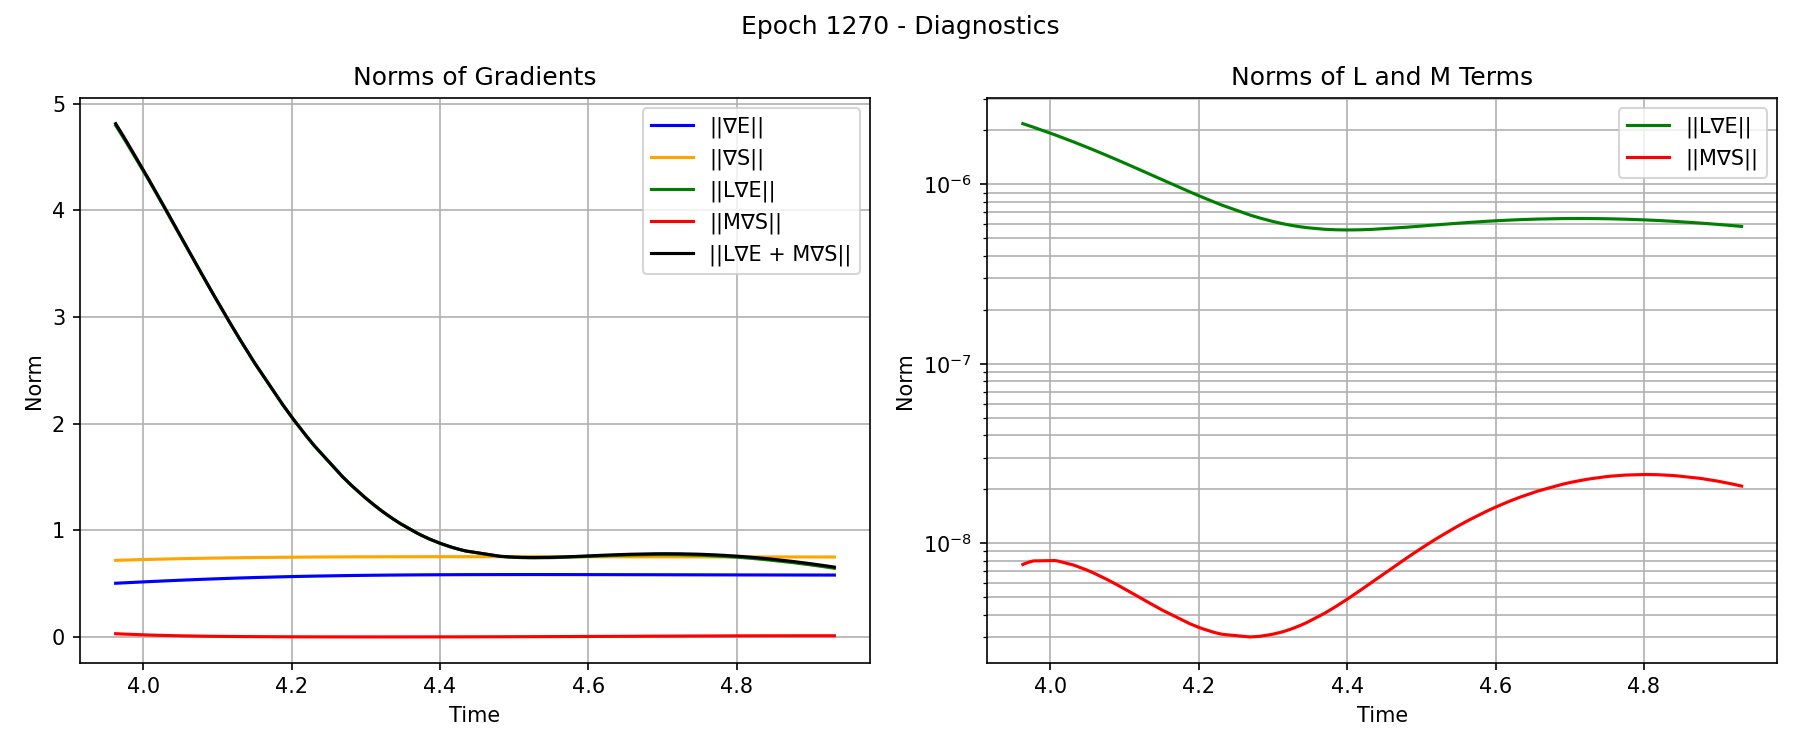 Epoch 1270 - Diagnostics
Norms of Gradients
5
4
3
2
1
0
4.0 4.2 4.4 4.6 4.8
Time
Norm
||∇E||
||∇S||
||L∇E||
||M∇S||
||L∇E + M∇S||
Norms of L and M Terms
10⁻⁶
10⁻⁷
10⁻⁸
4.0 4.2 4.4 4.6 4.8
Time
Norm
||L∇E||
||M∇S||